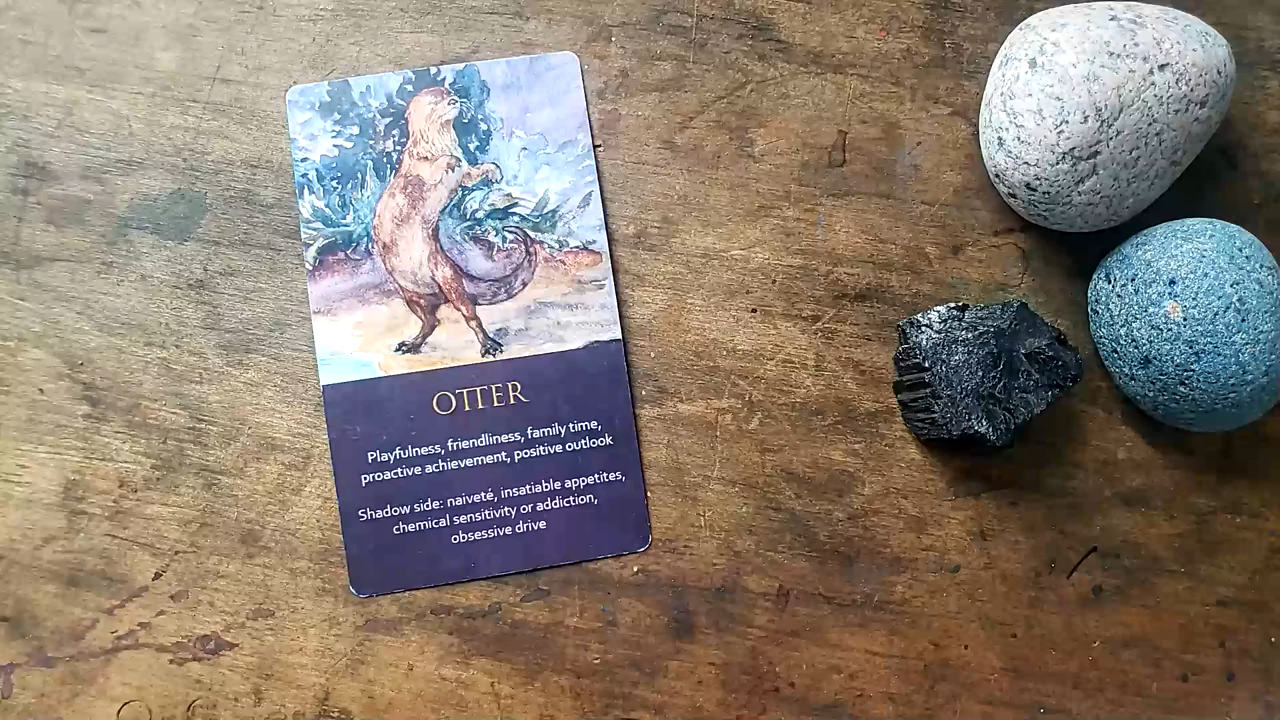 OTTER
Playfulness, friendliness, family time,
proactive achievement, positive outlook
Shadow side: naiveté, insatiable appetites,
chemical sensitivity or addiction,
obsessive drive